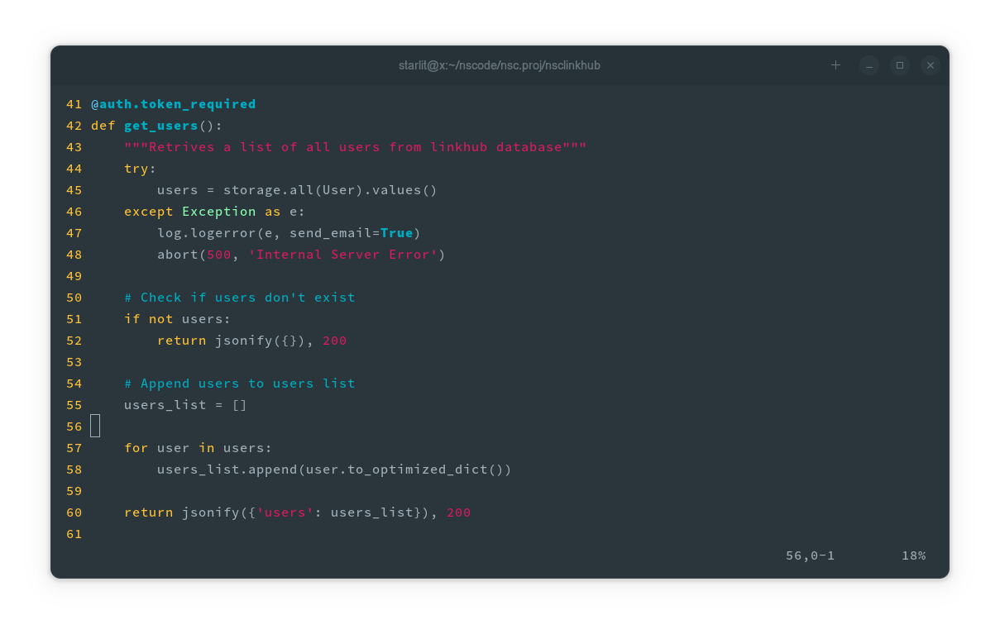 starlit@x:~/nscode/nsc.proj/nsclinkhub
41 @auth.token_required
42 def get_users():
43     """Retrives a list of all users from linkhub database"""
44     try:
45         users = storage.all(User).values()
46     except Exception as e:
47         log.logerror(e, send_email=True)
48         abort(500, 'Internal Server Error')
49
50     # Check if users don't exist
51     if not users:
52         return jsonify({}), 200
53
54     # Append users to users list
55     users_list = []
56
57     for user in users:
58         users_list.append(user.to_optimized_dict())
59
60     return jsonify({'users': users_list}), 200
61
56,0-1        18%